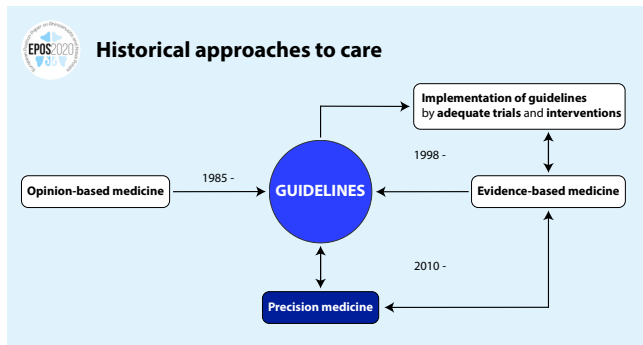 EPOS2020
Historical approaches to care
Implementation of guidelines
by adequate trials and interventions
1998 -
1985 -
Opinion-based medicine
GUIDELINES
Evidence-based medicine
2010 -
Precision medicine